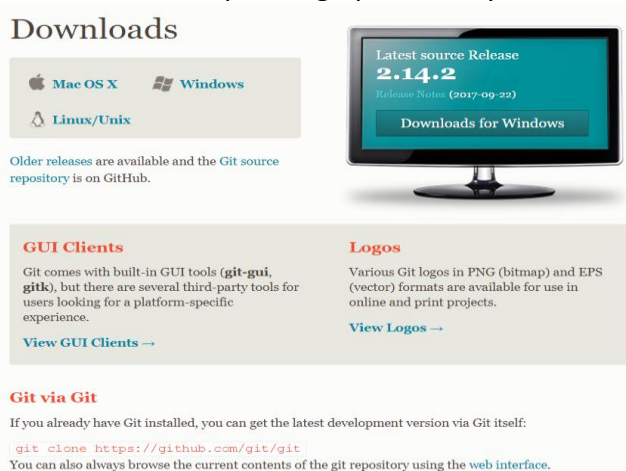 Downloads
Mac OS X
Windows
Linux/Unix
Older releases are available and the Git source
repository is on GitHub.
Latest source Release
2.14.2
Release Notes (2017-09-22)
Downloads for Windows
GUI Clients
Git comes with built-in GUI tools (git-gui,
gitk), but there are several third-party tools for
users looking for a platform-specific
experience.
View GUI Clients →
Logos
Various Git logos in PNG (bitmap) and EPS
(vector) formats are available for use in
online and print projects.
View Logos →
Git via Git
If you already have Git installed, you can get the latest development version via Git itself:
git clone https://github.com/git/git
You can also always browse the current contents of the git repository using the web interface.